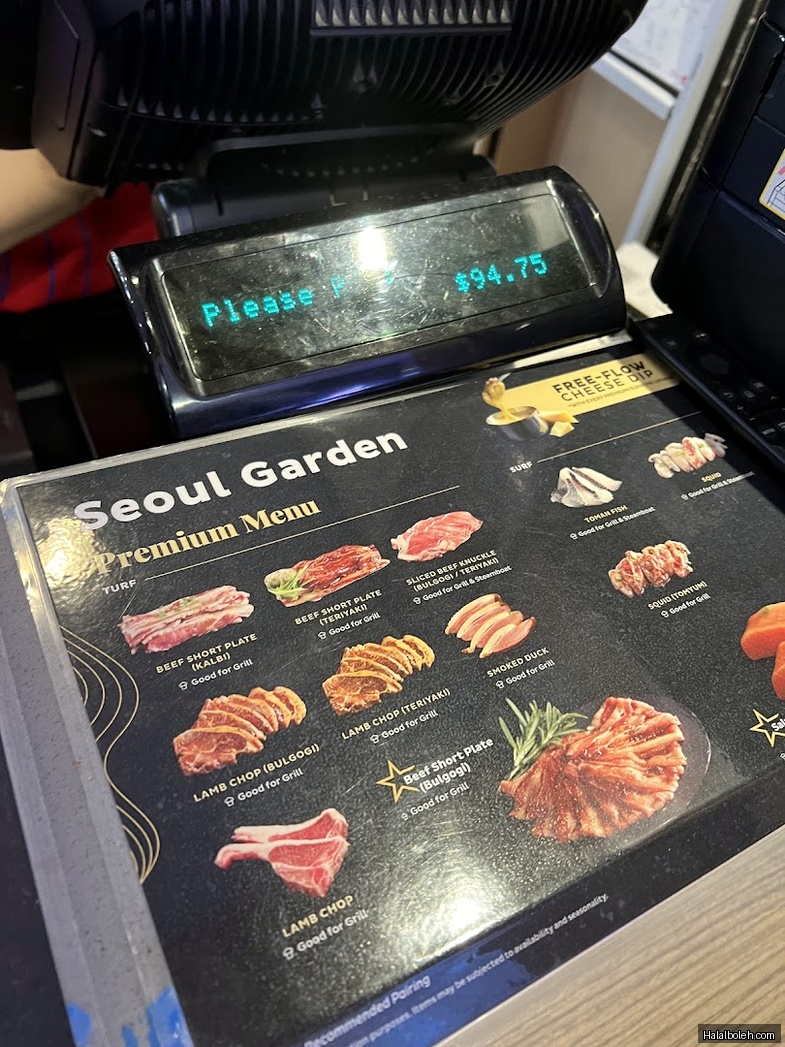 Please $94.75
FREE-FLOW
CHEESE DIP
Seoul Garden
Premium Menu
TURF
BEEF SHORT PLATE
(KALBI)
Good for Grill
BEEF SHORT PLATE
(TERIYAKI)
Good for Grill
SLICED BEEF KNUCKLE
(BULGOGI / TERIYAKI)
Good for Grill & Steamboat
LAMB CHOP (BULGOGI)
Good for Grill
LAMB CHOP (TERIYAKI)
Good for Grill
SMOKED DUCK
Good for Grill
Beef Short Plate
(Bulgogi)
Good for Grill
LAMB CHOP
Good for Grill
SURF
TOMAN FISH
Good for Grill & Steamboat
SQUID
Good for Grill & Steamboat
SQUID (TOMYUM)
Good for Grill
Recommended Pairing
purposes. Items may be subjected to availability and seasonality.
Halalboleh.com